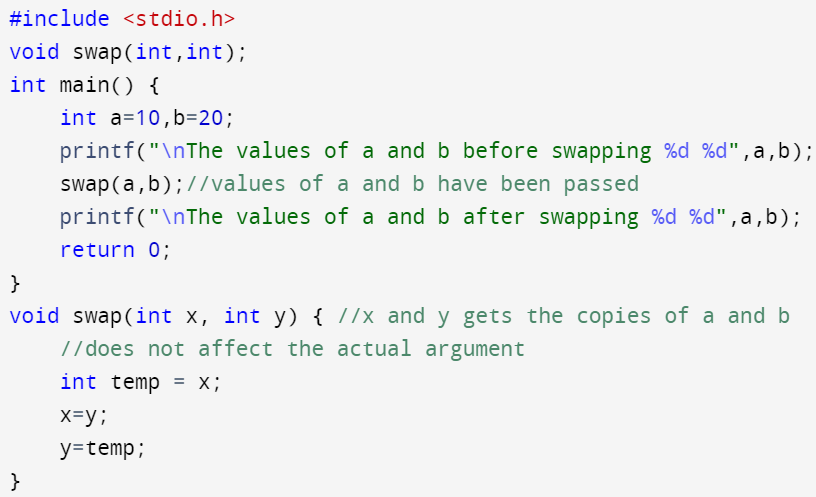 #include <stdio.h>
void swap(int,int);
int main() {
    int a=10,b=20;
    printf("\nThe values of a and b before swapping %d %d",a,b);
    swap(a,b);//values of a and b have been passed
    printf("\nThe values of a and b after swapping %d %d",a,b);
    return 0;
}
void swap(int x, int y) { //x and y gets the copies of a and b
    //does not affect the actual argument
    int temp = x;
    x=y;
    y=temp;
}